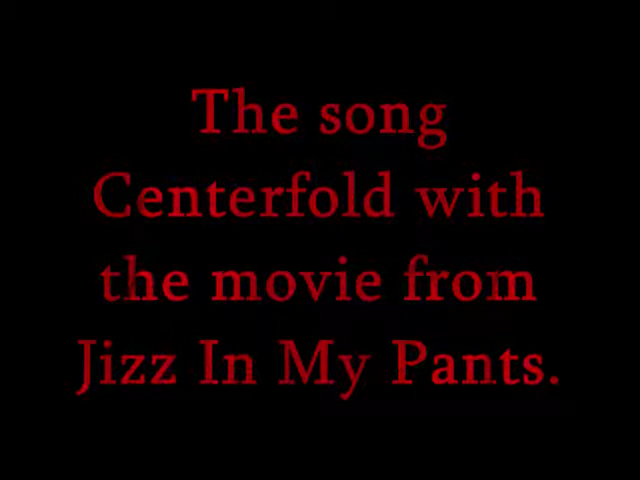 The song
Centerfold with
the movie from
Jizz In My Pants.